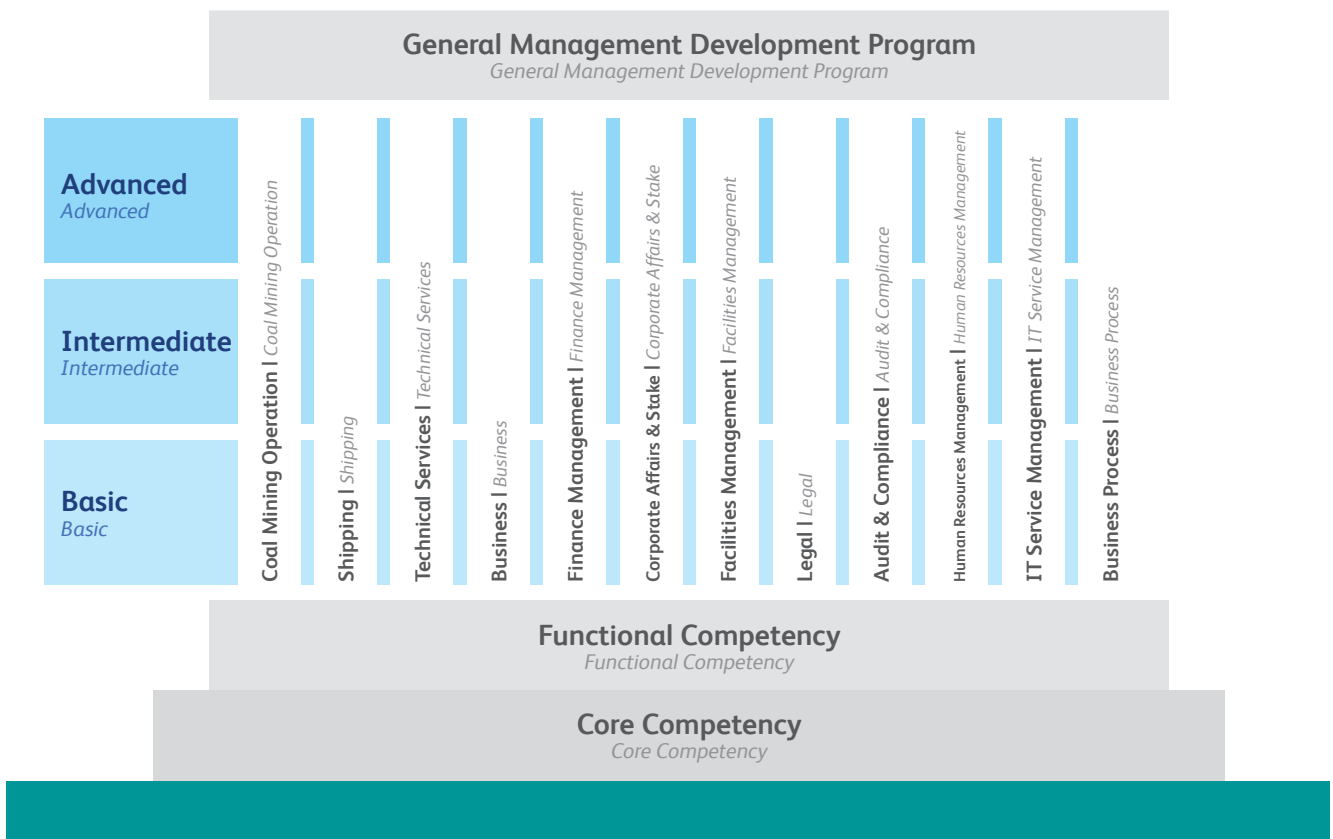 General Management Development Program
General Management Development Program
Advanced
Advanced
Intermediate
Intermediate
Basic
Basic
Coal Mining Operation | Coal Mining Operation
Shipping | Shipping
Technical Services | Technical Services
Business | Business
Finance Management | Finance Management
Corporate Affairs & Stake | Corporate Affairs & Stake
Facilities Management | Facilities Management
Legal | Legal
Audit & Compliance | Audit & Compliance
Human Resources Management | Human Resources Management
IT Service Management | IT Service Management
Business Process | Business Process
Functional Competency
Functional Competency
Core Competency
Core Competency